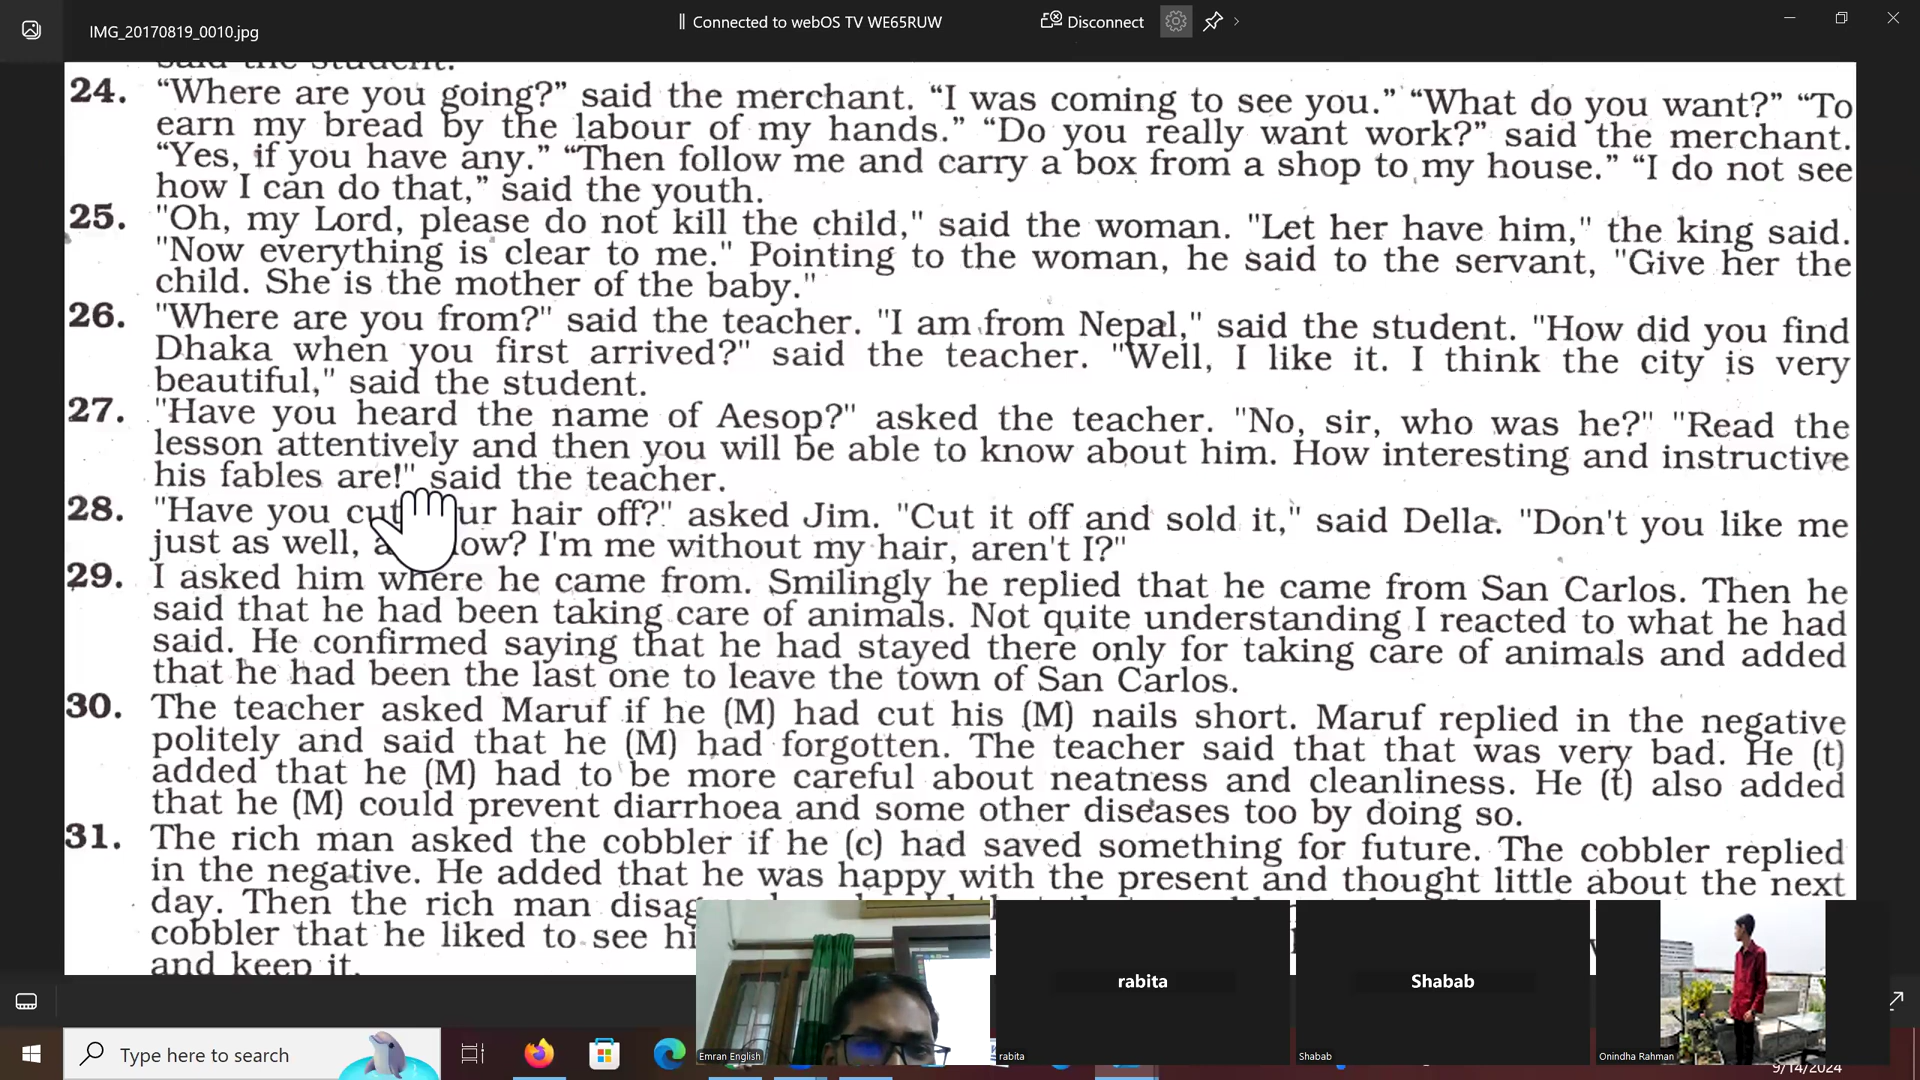 IMG_20170819_0010.jpg
Connected to webOS TV WE65RUW
Disconnect
said the student.
24. “Where are you going?” said the merchant. “I was coming to see you.” “What do you want?” “To
earn my bread by the labour of my hands.” “Do you really want work?” said the merchant.
“Yes, if you have any.” “Then follow me and carry a box from a shop to my house.” “I do not see
how I can do that,” said the youth.
25. "Oh, my Lord, please do not kill the child," said the woman. "Let her have him," the king said.
"Now everything is clear to me." Pointing to the woman, he said to the servant, "Give her the
child. She is the mother of the baby."
26. "Where are you from?" said the teacher. "I am from Nepal," said the student. "How did you find
Dhaka when you first arrived?" said the teacher. "Well, I like it. I think the city is very
beautiful," said the student.
27. "Have you heard the name of Aesop?" asked the teacher. "No, sir, who was he?" "Read the
lesson attentively and then you will be able to know about him. How interesting and instructive
his fables are!" said the teacher.
28. "Have you cut ur hair off?" asked Jim. "Cut it off and sold it," said Della. "Don't you like me
just as well, ow? I'm me without my hair, aren't I?"
29. I asked him where he came from. Smilingly he replied that he came from San Carlos. Then he
said that he had been taking care of animals. Not quite understanding I reacted to what he had
said. He confirmed saying that he had stayed there only for taking care of animals and added
that he had been the last one to leave the town of San Carlos.
30. The teacher asked Maruf if he (M) had cut his (M) nails short. Maruf replied in the negative
politely and said that he (M) had forgotten. The teacher said that that was very bad. He (t)
added that he (M) had to be more careful about neatness and cleanliness. He (t) also added
that he (M) could prevent diarrhoea and some other diseases too by doing so.
31. The rich man asked the cobbler if he (c) had saved something for future. The cobbler replied
in the negative. He added that he was happy with the present and thought little about the next
day. Then the rich man
cobbler that he liked to see
and keep it.
Emran English
rabita
rabita
Shabab
Shabab
Onindha Rahman
Type here to search
9/14/2024